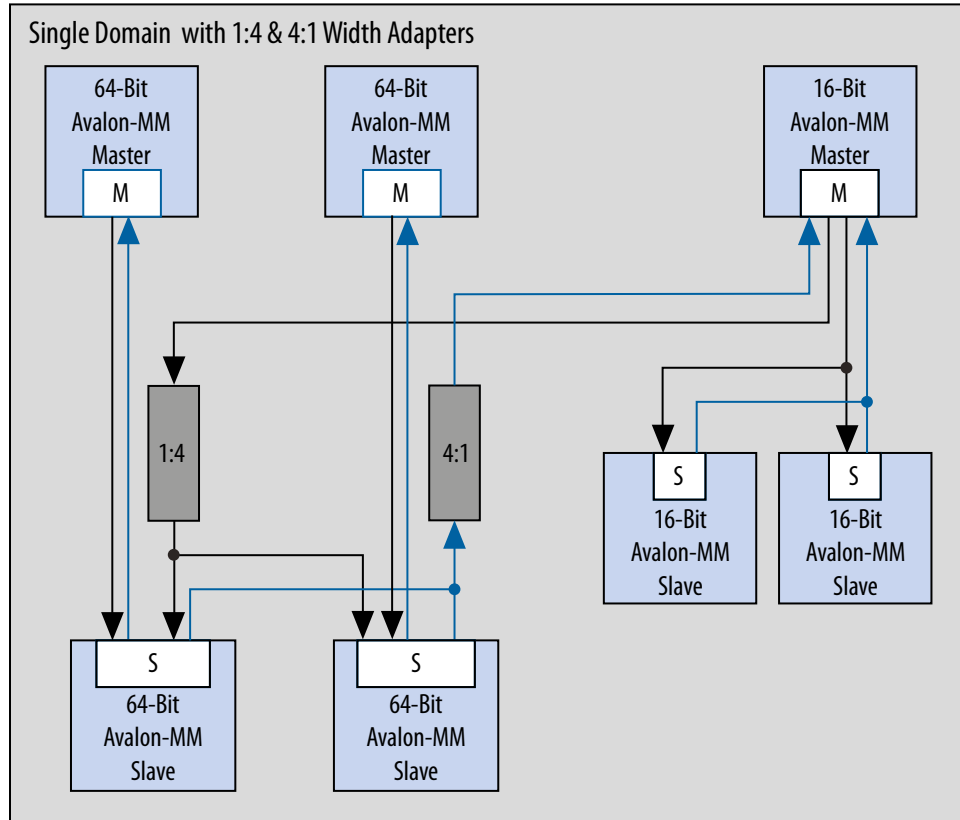 Single Domain with 1:4 & 4:1 Width Adapters
64-Bit
Avalon-MM
Master
M
64-Bit
Avalon-MM
Master
M
16-Bit
Avalon-MM
Master
M
1:4
4:1
S
16-Bit
Avalon-MM
Slave
S
16-Bit
Avalon-MM
Slave
S
64-Bit
Avalon-MM
Slave
S
64-Bit
Avalon-MM
Slave